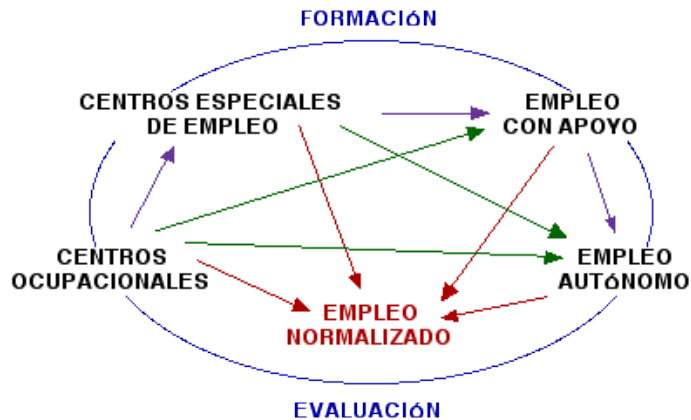 FORMACIóN
CENTROS ESPECIALES
DE EMPLEO
EMPLEO
CON APOYO
CENTROS
OCUPACIONALES
EMPLEO
AUTóNOMO
EMPLEO
NORMALIZADO
EVALUACIóN